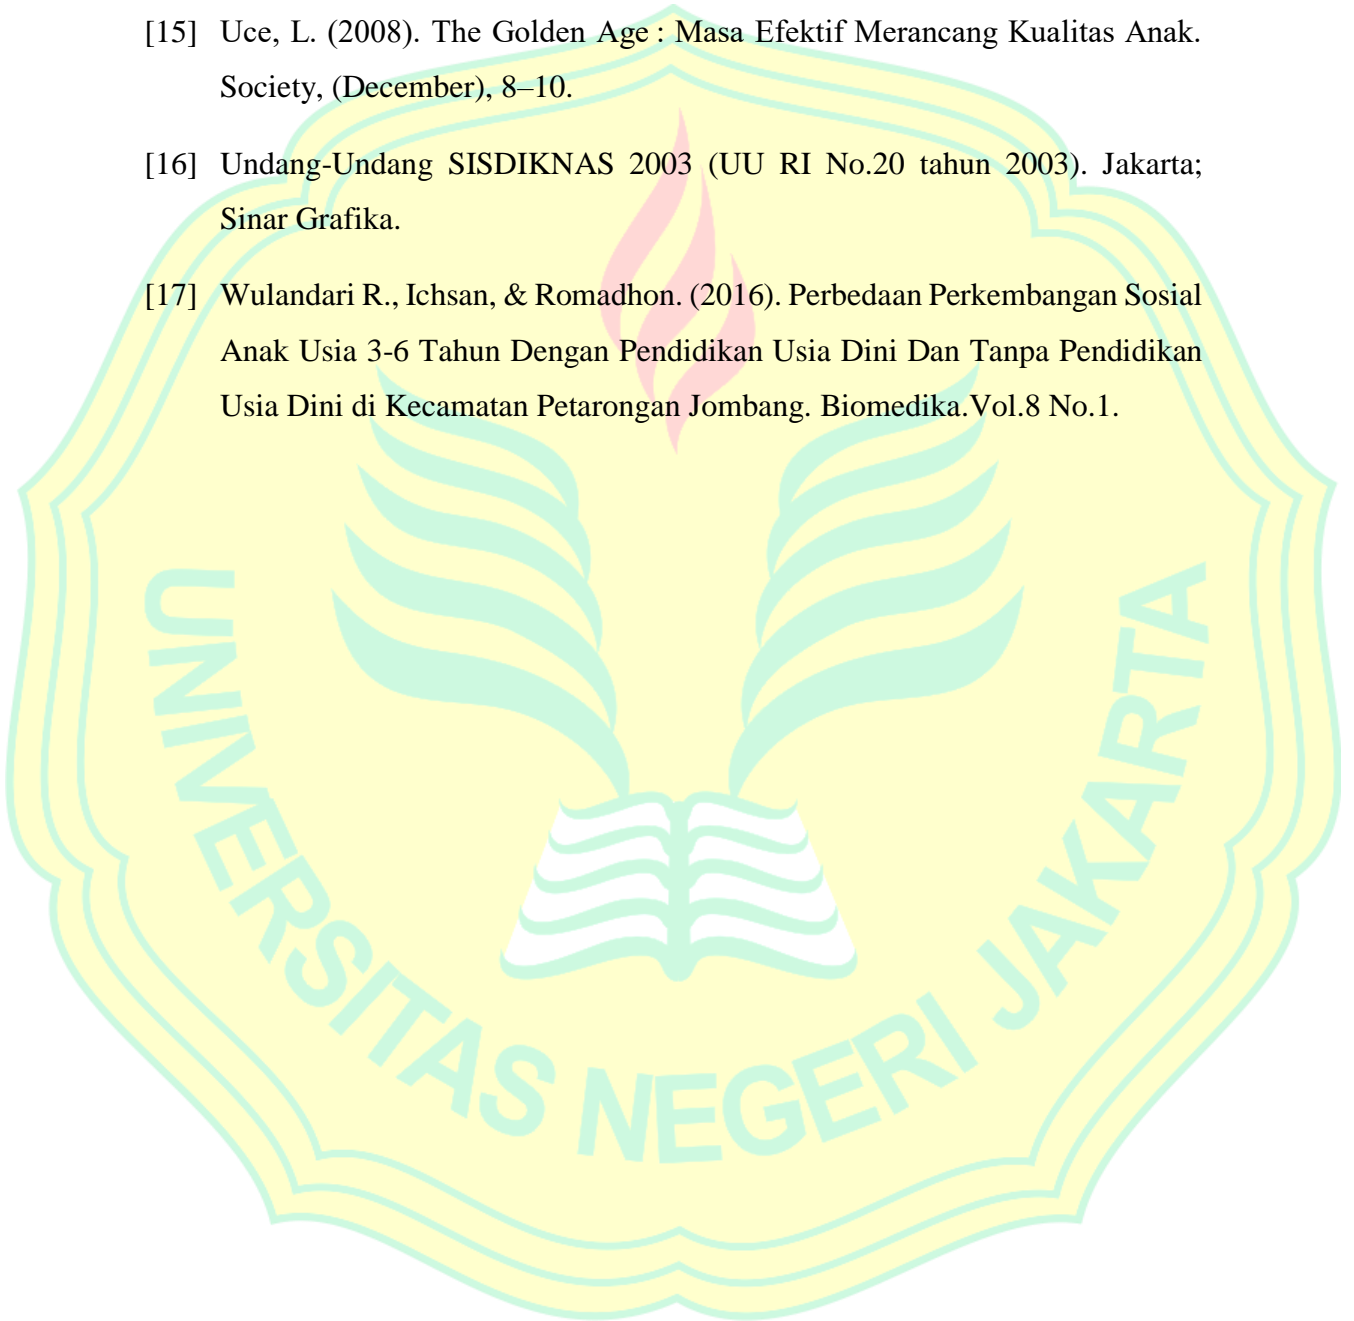 [15] Uce, L. (2008). The Golden Age : Masa Efektif Merancang Kualitas Anak.
Society, (December), 8–10.
[16] Undang-Undang SISDIKNAS 2003 (UU RI No.20 tahun 2003). Jakarta;
Sinar Grafika.
[17] Wulandari R., Ichsan, & Romadhon. (2016). Perbedaan Perkembangan Sosial
Anak Usia 3-6 Tahun Dengan Pendidikan Usia Dini Dan Tanpa Pendidikan
Usia Dini di Kecamatan Petarongan Jombang. Biomedika.Vol.8 No.1.
UNIVERSITAS NEGERI JAKARTA